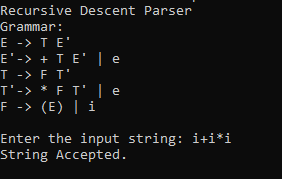 Recursive Descent Parser
Grammar:
E -> T E'
E'-> + T E' | e
T -> F T'
T'-> * F T' | e
F -> (E) | i
Enter the input string: i+i*i
String Accepted.